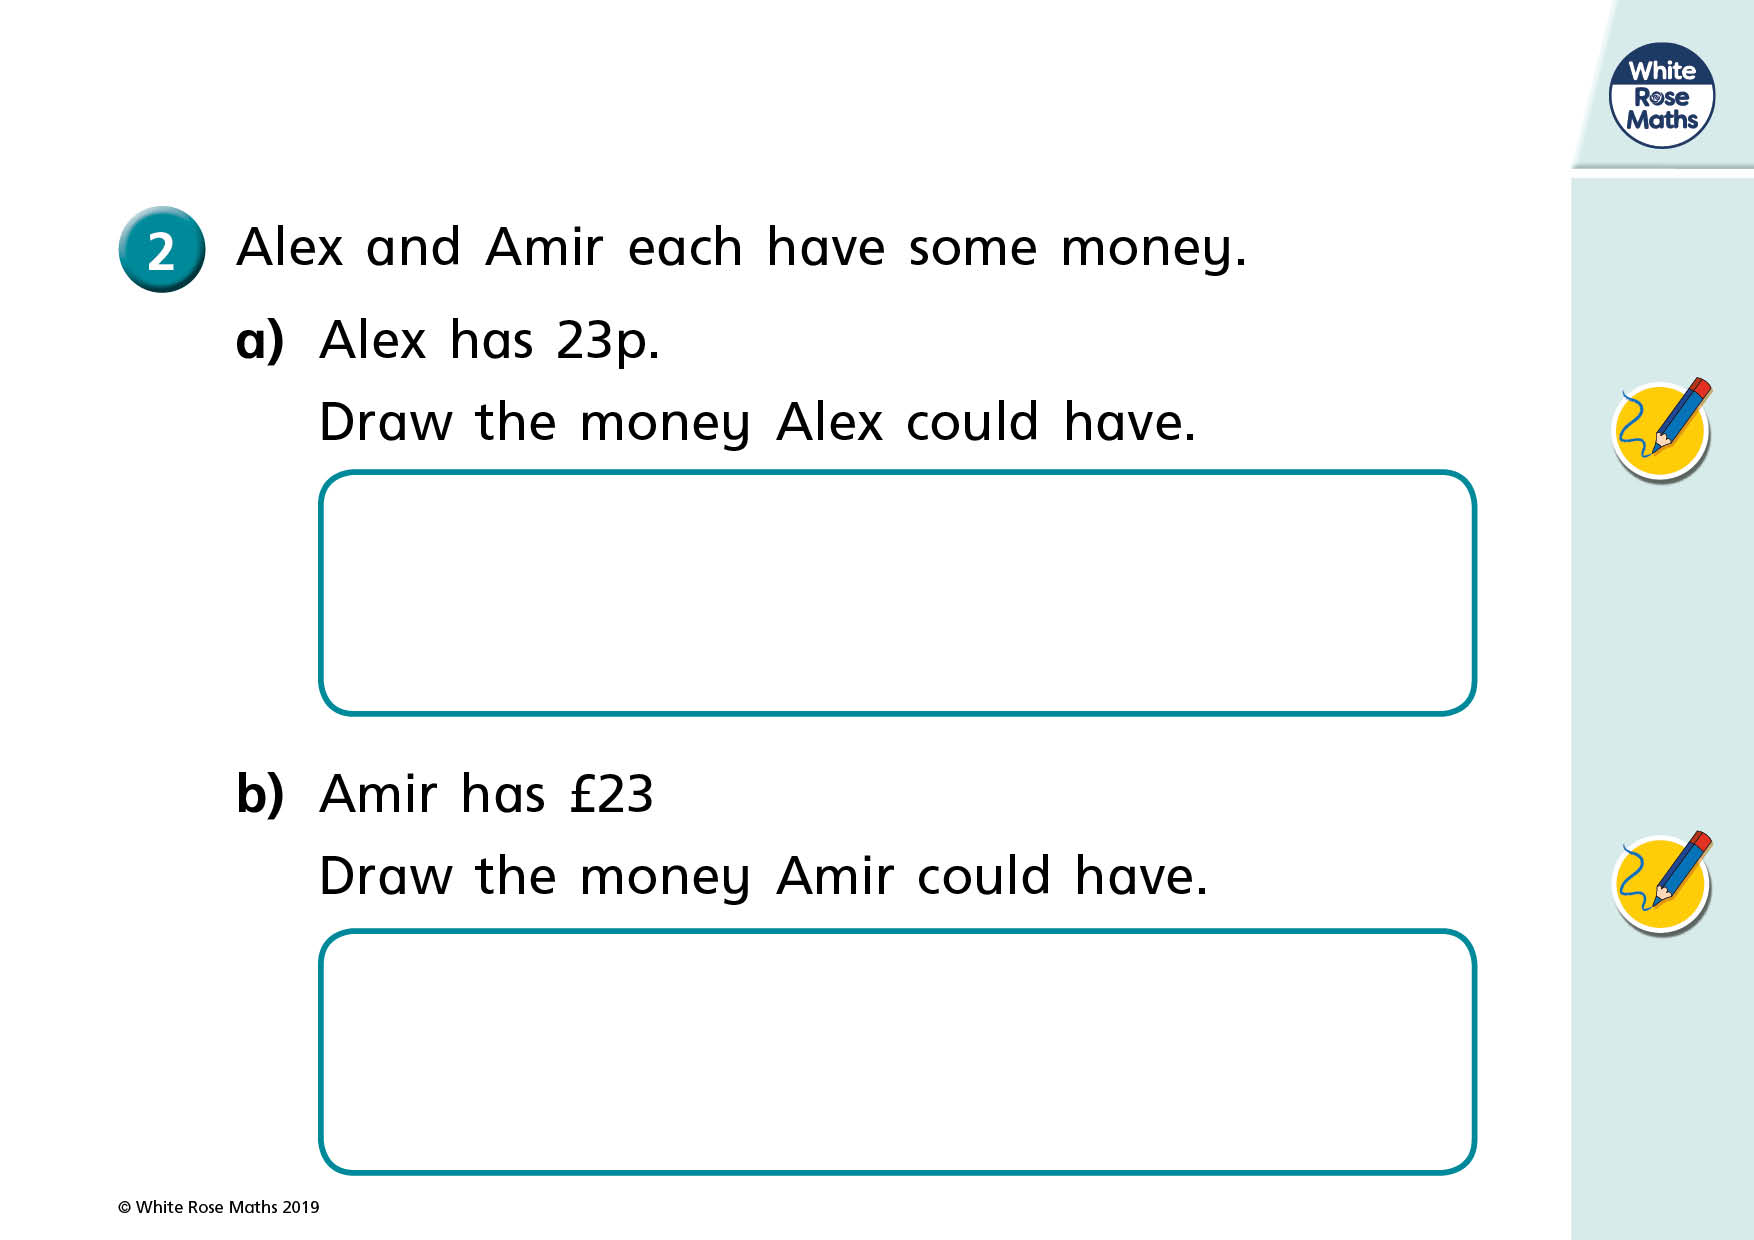 White
Rose
Maths
2 Alex and Amir each have some money.
a) Alex has 23p.
Draw the money Alex could have.
b) Amir has £23
Draw the money Amir could have.
© White Rose Maths 2019